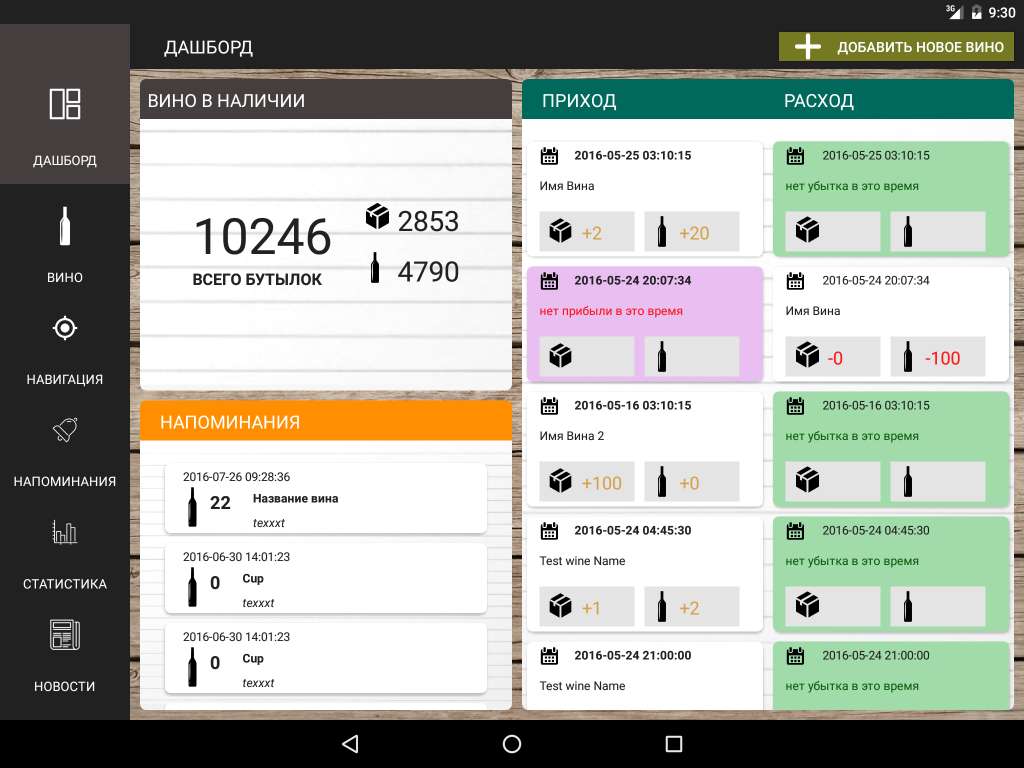 3G
9:30
ДАШБОРД
ДОБАВИТЬ НОВОЕ ВИНО
ДАШБОРД
ВИНО
НАВИГАЦИЯ
НАПОМИНАНИЯ
СТАТИСТИКА
НОВОСТИ
ВИНО В НАЛИЧИИ
10246
ВСЕГО БУТЫЛОК
2853
4790
НАПОМИНАНИЯ
2016-07-26 09:28:36
22 Название вина
texxxt
2016-06-30 14:01:23
0 Cup
texxxt
2016-06-30 14:01:23
0 Cup
texxxt
ПРИХОД РАСХОД
2016-05-25 03:10:15 2016-05-25 03:10:15
Имя Вина нет убытка в это время
+2 +20
2016-05-24 20:07:34 2016-05-24 20:07:34
нет прибыли в это время Имя Вина
-0 -100
2016-05-16 03:10:15 2016-05-16 03:10:15
Имя Вина 2 нет убытка в это время
+100 +0
2016-05-24 04:45:30 2016-05-24 04:45:30
Test wine Name нет убытка в это время
+1 +2
2016-05-24 21:00:00 2016-05-24 21:00:00
Test wine Name нет убытка в это время